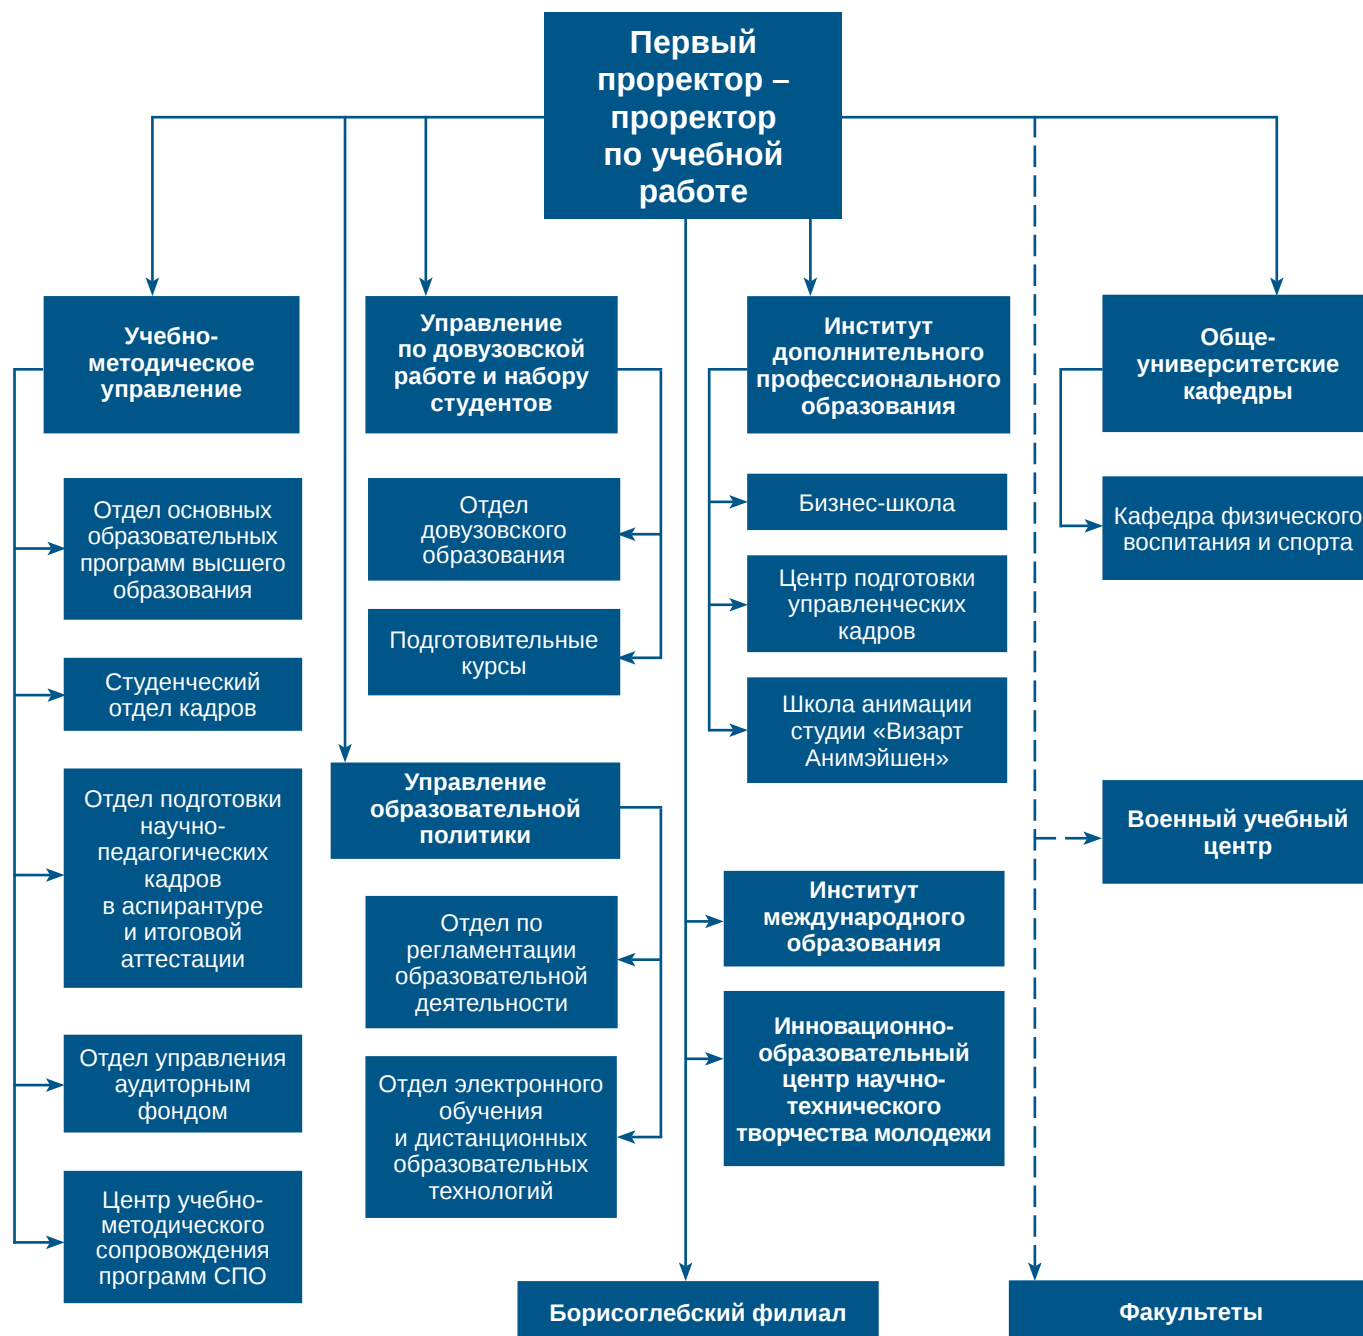 Первый
проректор –
проректор
по учебной
работе
Учебно-
методическое
управление
Отдел основных
образовательных
программ высшего
образования
Студенческий
отдел кадров
Отдел подготовки
научно-
педагогических
кадров
в аспирантуре
и итоговой
аттестации
Отдел управления
аудиторным
фондом
Центр учебно-
методического
сопровождения
программ СПО
Управление
по довузовской
работе и набору
студентов
Отдел
довузовского
образования
Подготовительные
курсы
Управление
образовательной
политики
Отдел по
регламентации
образовательной
деятельности
Отдел электронного
обучения
и дистанционных
образовательных
технологий
Институт
дополнительного
профессионального
образования
Бизнес-школа
Центр подготовки
управленческих
кадров
Школа анимации
студии «Визарт
Анимэйшен»
Институт
международного
образования
Инновационно-
образовательный
центр научно-
технического
творчества молодежи
Борисоглебский филиал
Обще-
университетские
кафедры
Кафедра физического
воспитания и спорта
Военный учебный
центр
Факультеты